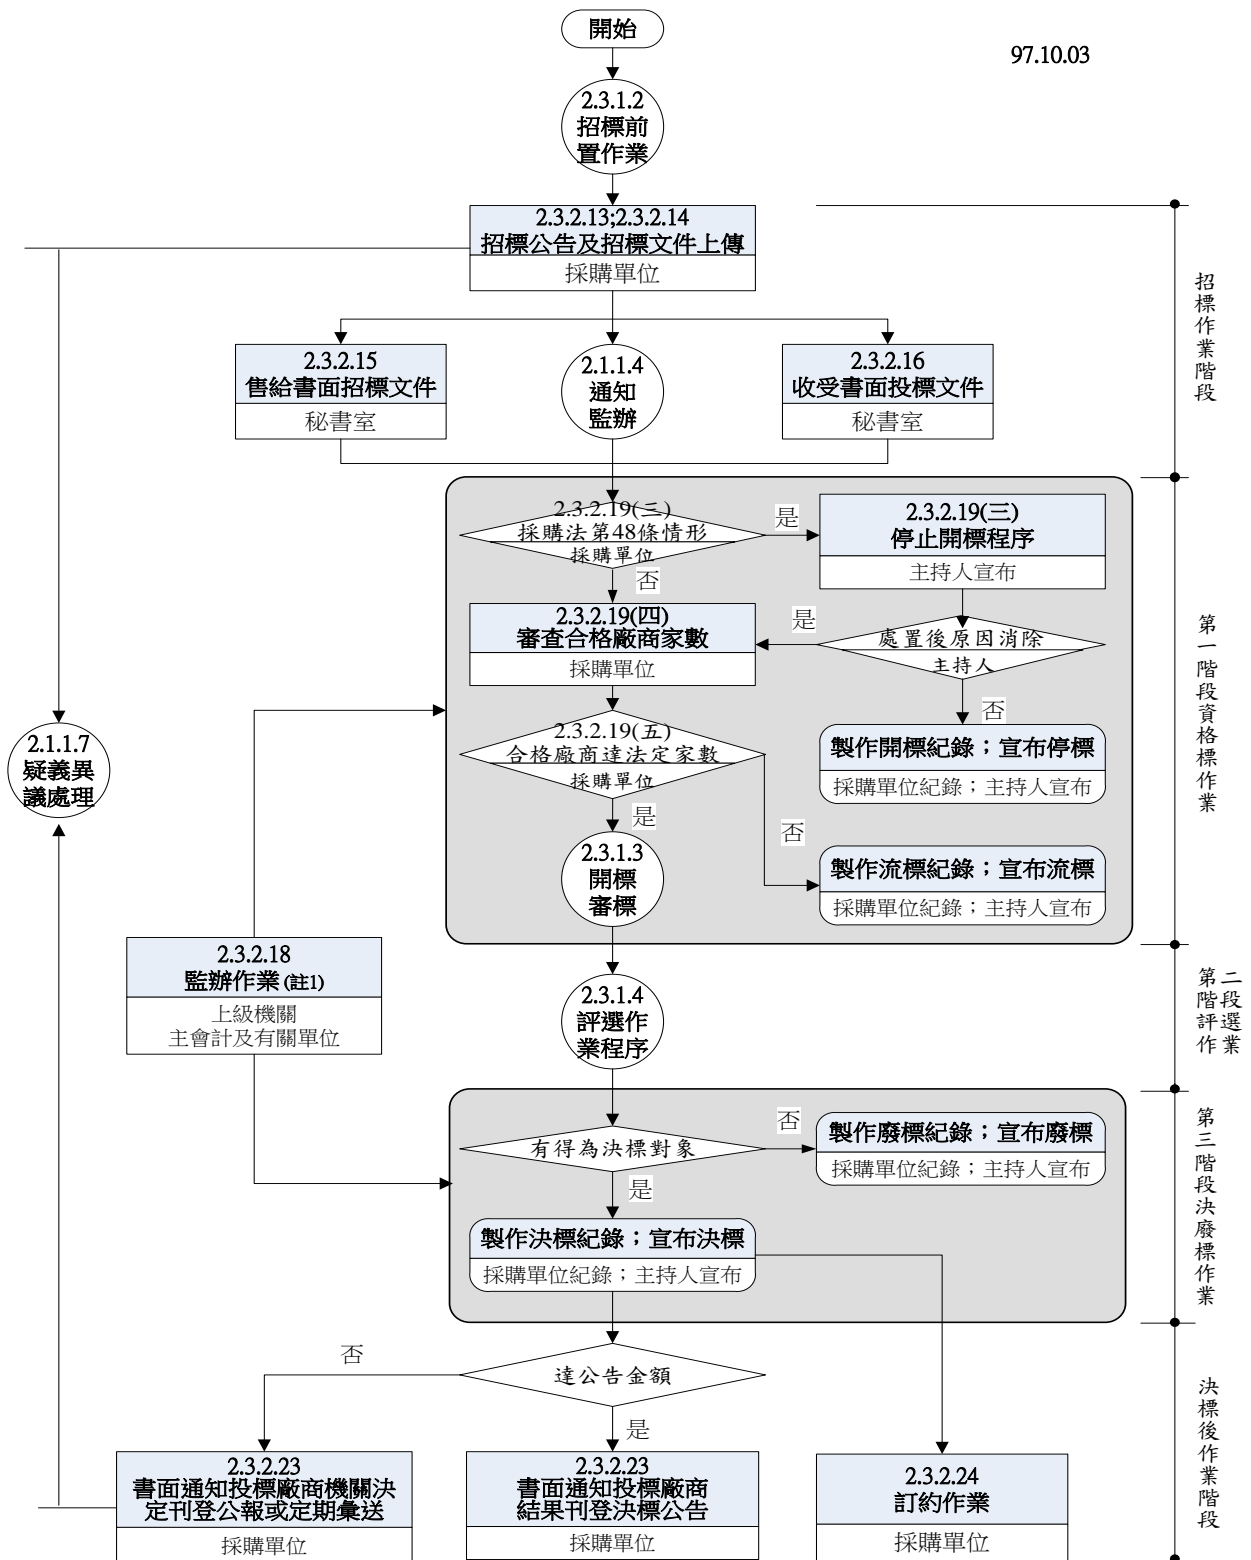 開始
97.10.03
2.3.1.2
招標前
置作業
2.3.2.13;2.3.2.14
招標公告及招標文件上傳
採購單位
招標作業階段
2.3.2.15
售給書面招標文件
秘書室
2.1.1.4
通知
監辦
2.3.2.16
收受書面投標文件
秘書室
2.3.2.19(三)
採購法第48條情形
採購單位
是
否
2.3.2.19(三)
停止開標程序
主持人宣布
2.3.2.19(四)
審查合格廠商家數
採購單位
是
處置後原因消除
主持人
否
第一階段資格標作業
2.3.2.19(五)
合格廠商達法定家數
採購單位
是
否
製作開標紀錄；宣布停標
採購單位紀錄；主持人宣布
2.1.1.7
疑義異
議處理
2.3.1.3
開標
審標
製作流標紀錄；宣布流標
採購單位紀錄；主持人宣布
2.3.2.18
監辦作業(註1)
上級機關
主會計及有關單位
2.3.1.4
評選作
業程序
第二
階段
評選
作業
有得為決標對象
否
是
製作廢標紀錄；宣布廢標
採購單位紀錄；主持人宣布
第三階段決廢標作業
製作決標紀錄；宣布決標
採購單位紀錄；主持人宣布
達公告金額
否
是
決標後作業階段
2.3.2.23
書面通知投標廠商機關決
定刊登公報或定期彙送
採購單位
2.3.2.23
書面通知投標廠商
結果刊登決標公告
採購單位
2.3.2.24
訂約作業
採購單位